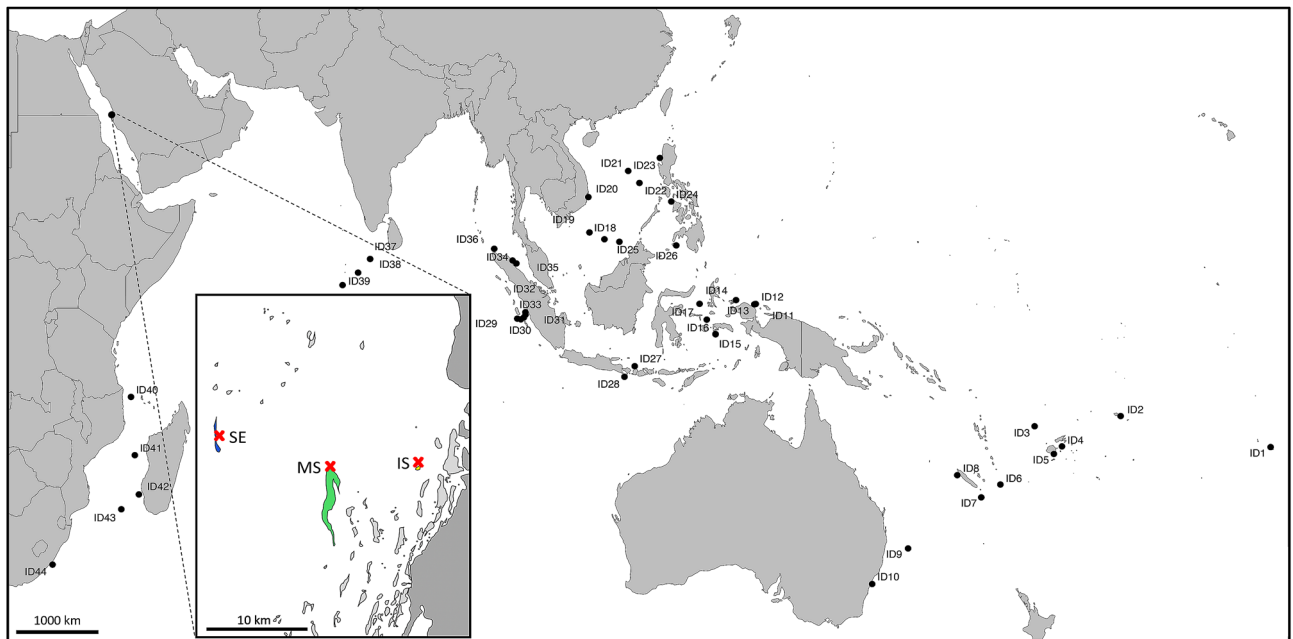 ID21
ID23
ID22
ID20
ID24
ID19
ID18
ID25
ID26
ID36
ID37
ID38
ID34
ID35
ID39
ID32
ID33
ID31
ID29
ID30
ID14
ID12
ID13
ID11
ID17
ID16
ID15
ID27
ID28
ID40
ID41
ID42
ID43
ID44
SE
MS
IS
ID2
ID3
ID4
ID5
ID1
ID8
ID6
ID7
ID9
ID10
1000 km
10 km